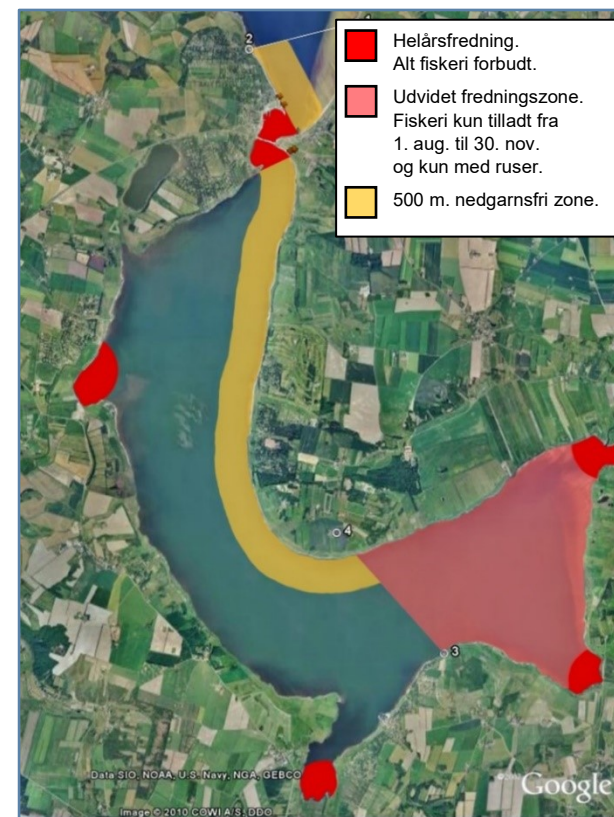 Helårsfredning.
Alt fiskeri forbudt.
Udvidet fredningszone.
Fiskeri kun tilladt fra
1. aug. til 30. nov.
og kun med ruser.
500 m. nedgarnsfri zone.
2
4
3
Data SIO, NOAA, U.S. Navy, NGA, GEBCO
Image © 2010 COWI A/S, DDO
Google